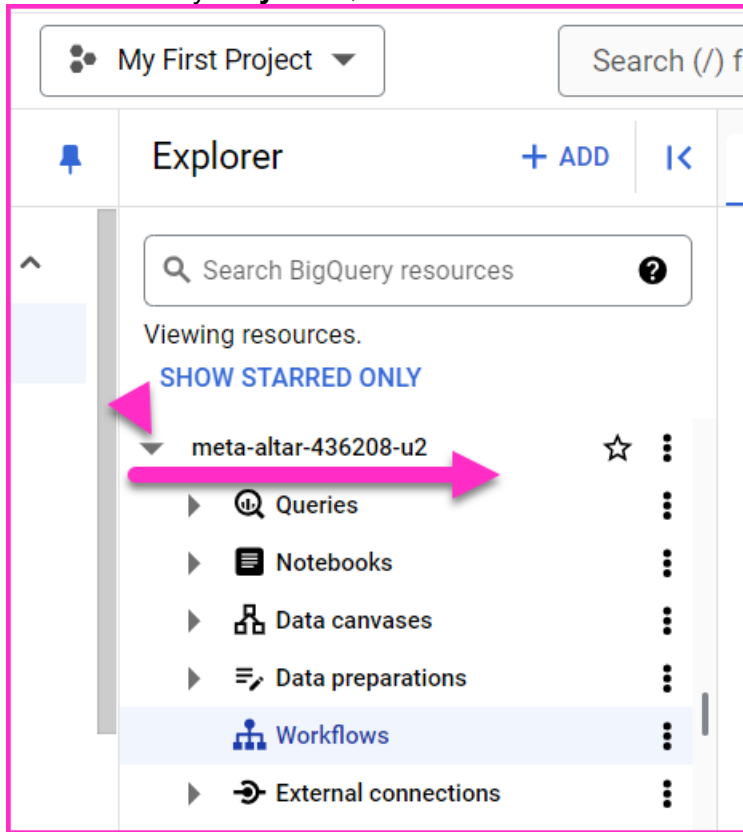 My First Project
Search (/) f
Explorer
+ ADD
Search BigQuery resources
Viewing resources.
SHOW STARRED ONLY
meta-altar-436208-u2
Queries
Notebooks
Data canvases
Data preparations
Workflows
External connections